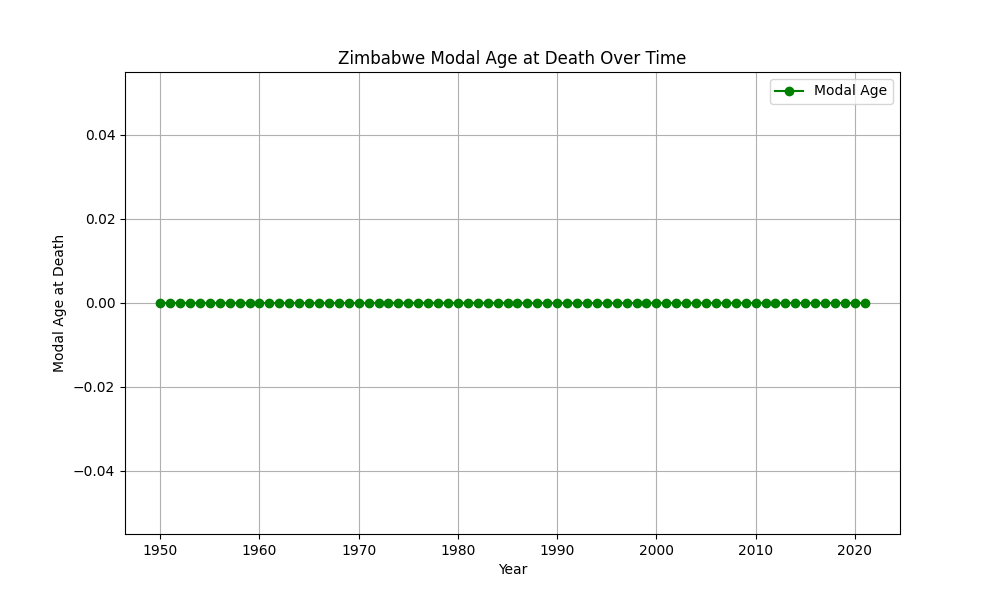 Zimbabwe Modal Age at Death Over Time
Modal Age
0.04
0.02
0.00
−0.02
−0.04
Modal Age at Death
1950 1960 1970 1980 1990 2000 2010 2020
Year